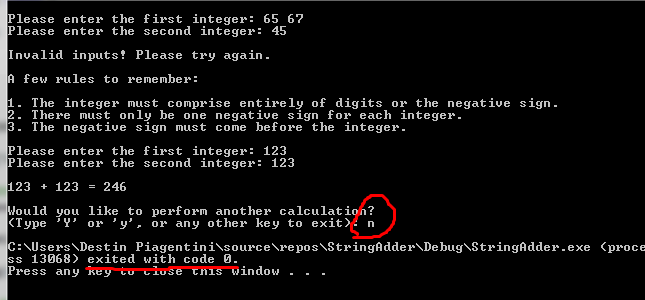 Please enter the first integer: 65 67
Please enter the second integer: 45
Invalid inputs! Please try again.
A few rules to remember:
1. The integer must comprise entirely of digits or the negative sign.
2. There must only be one negative sign for each integer.
3. The negative sign must come before the integer.
Please enter the first integer: 123
Please enter the second integer: 123
123 + 123 = 246
Would you like to perform another calculation?
(Type 'Y' or 'y', or any other key to exit): n
C:\Users\Destin Piagentini\source\repos\StringAdder\Debug\StringAdder.exe (proce
ss 13068) exited with code 0.
Press any key to close this window . . .